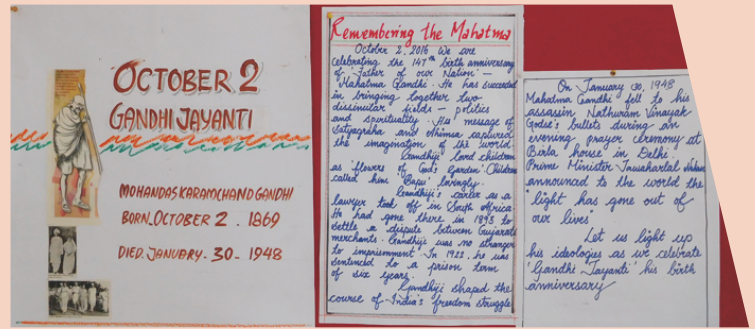 OCTOBER 2
GANDHI JAYANTI
MOHANDAS KARAMCHAND GANDHI
BORN.OCTOBER 2 . 1869
DIED. JANUARY. 30 - 1948
Remembering the Mahatma
October 2, 2016 We are
celebrating the 147th birth anniversary
of 'Father of our Nation' -
Mahatma Gandhi. He has succeeded
in bringing together two
dissimilar fields - politics
and spirituality. His message of
Satyagraha and Ahimsa captured
the imagination of the world.
Gandhiji loved children
as 'flowers of God's Garden'. Children
called him 'Bapu' lovingly.
Gandhiji's career as a
lawyer took off in South Africa.
He had gone there in 1893 to
settle a dispute between Gujarati
merchants. Gandhiji was no stranger
to imprisonment. In 1922, he was
sentenced to a prison term
of six years.
Gandhiji shaped the
course of India's freedom struggle
On January 30, 1948
Mahatma Gandhi fell to his
assassin Nathuram Vinayak
Godse's bullets during an
evening prayer ceremony at
Birla house in Delhi.
Prime Minister Jawaharlal Nehru
announced to the world the
"light has gone out of
our lives"
Let us light up
his ideologies as we celebrate
'Gandhi Jayanti' his birth
anniversary